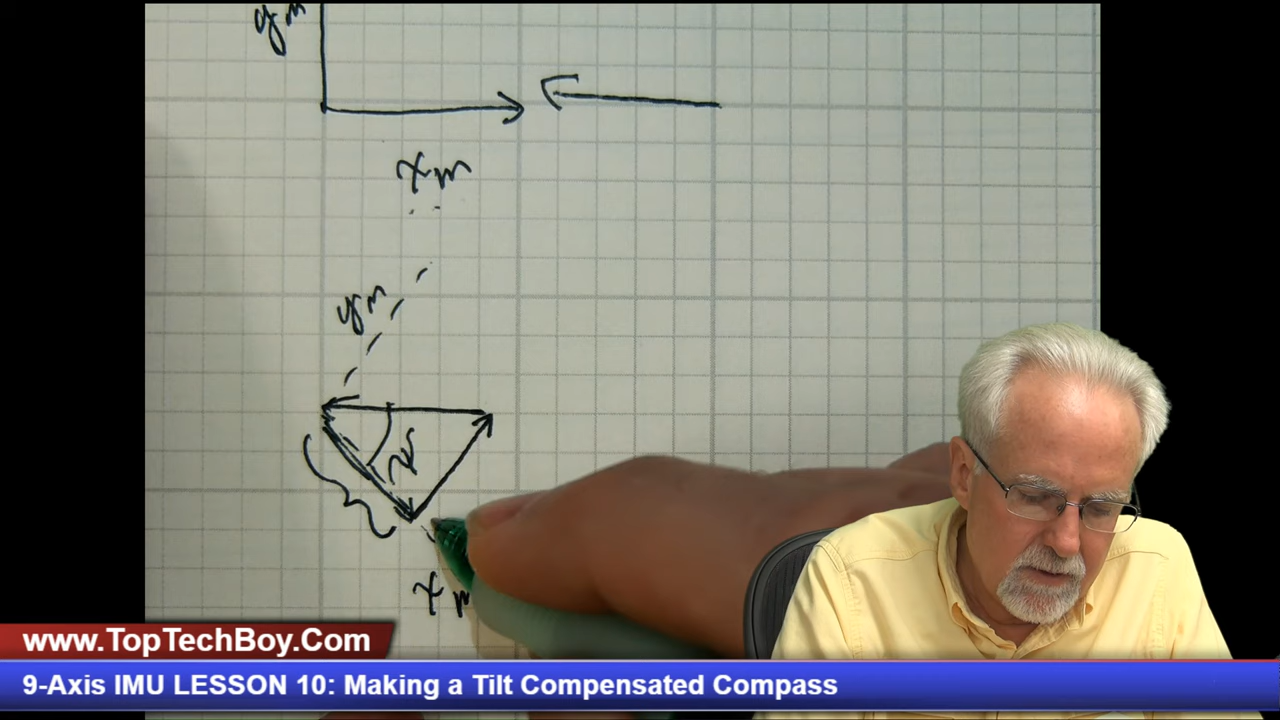 ym
xm
ym
ψ
xm
www.TopTechBoy.Com
9-Axis IMU LESSON 10: Making a Tilt Compensated Compass